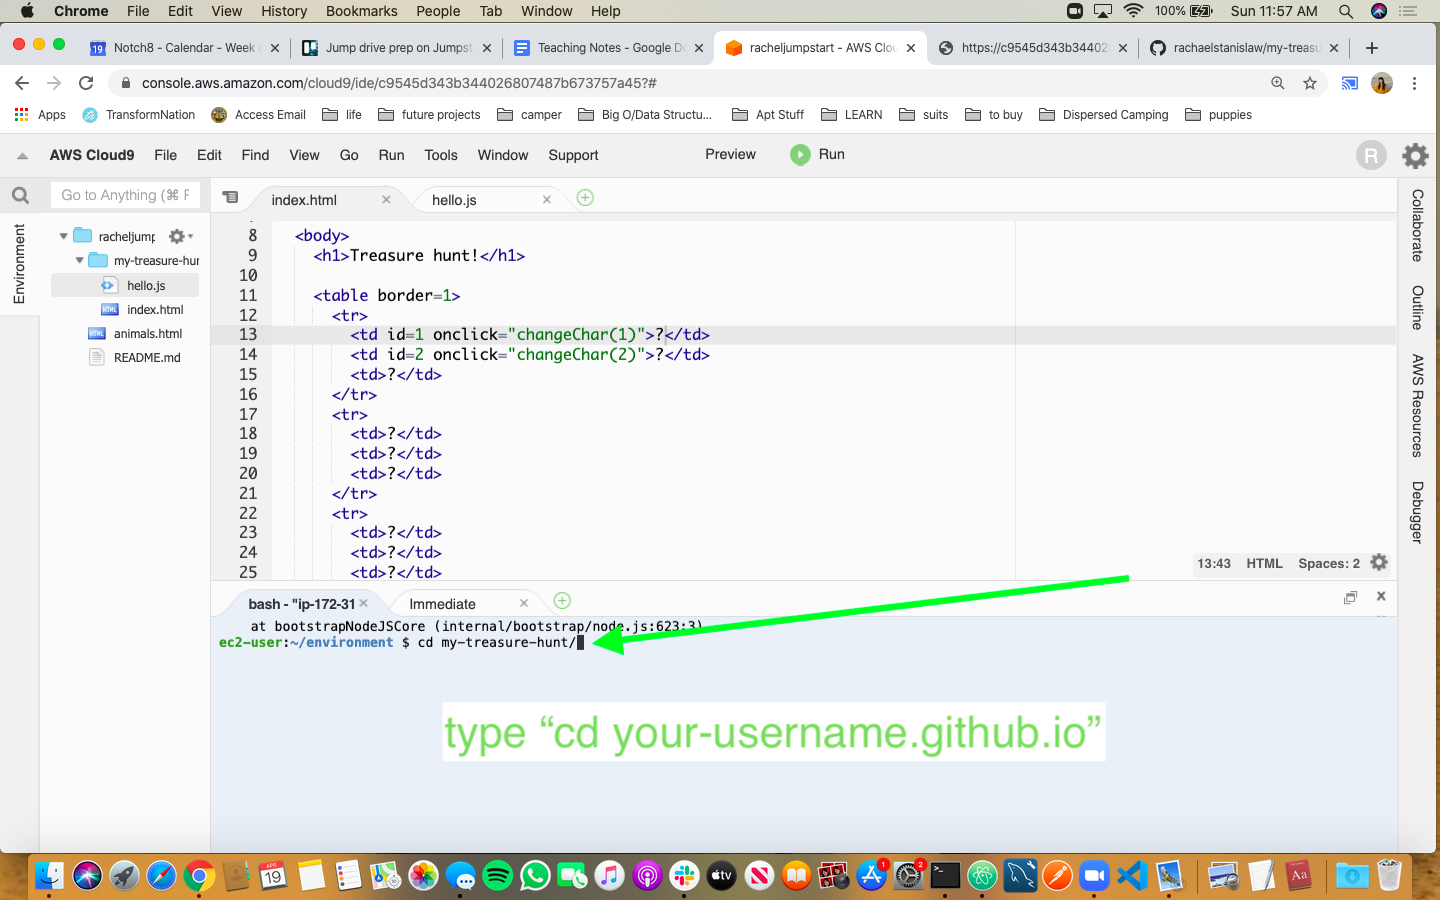 Chrome File Edit View History Bookmarks People Tab Window Help 100% Sun 11:57 AM
19 Notch8 - Calendar - Week Jump drive prep on Jumpst Teaching Notes - Google D racheljumpstart - AWS Clou https://c9545d343b344026 rachaelstanislaw/my-treasu
console.aws.amazon.com/cloud9/ide/c9545d343b344026807487b673757a45?#
Apps TransformNation Access Email life future projects camper Big O/Data Structu... Apt Stuff LEARN suits to buy Dispersed Camping puppies
AWS Cloud9 File Edit Find View Go Run Tools Window Support Preview Run R
Go to Anything (⌘ P
index.html hello.js
Environment
racheljump
my-treasure-hur
hello.js
HTML index.html
HTML animals.html
README.md
8 <body>
9 <h1>Treasure hunt!</h1>
10
11 <table border=1>
12 <tr>
13 <td id=1 onclick="changeChar(1)">?</td>
14 <td id=2 onclick="changeChar(2)">?</td>
15 <td>?</td>
16 </tr>
17 <tr>
18 <td>?</td>
19 <td>?</td>
20 <td>?</td>
21 </tr>
22 <tr>
23 <td>?</td>
24 <td>?</td>
25 <td>?</td>
13:43 HTML Spaces: 2
Collaborate
Outline
AWS Resources
Debugger
bash - "ip-172-31 Immediate
at bootstrapNodeJSCore (internal/bootstrap/node.js:623:3)
ec2-user:~/environment $ cd my-treasure-hunt/
type “cd your-username.github.io”
APR
19
tv
N
1
2
Aa